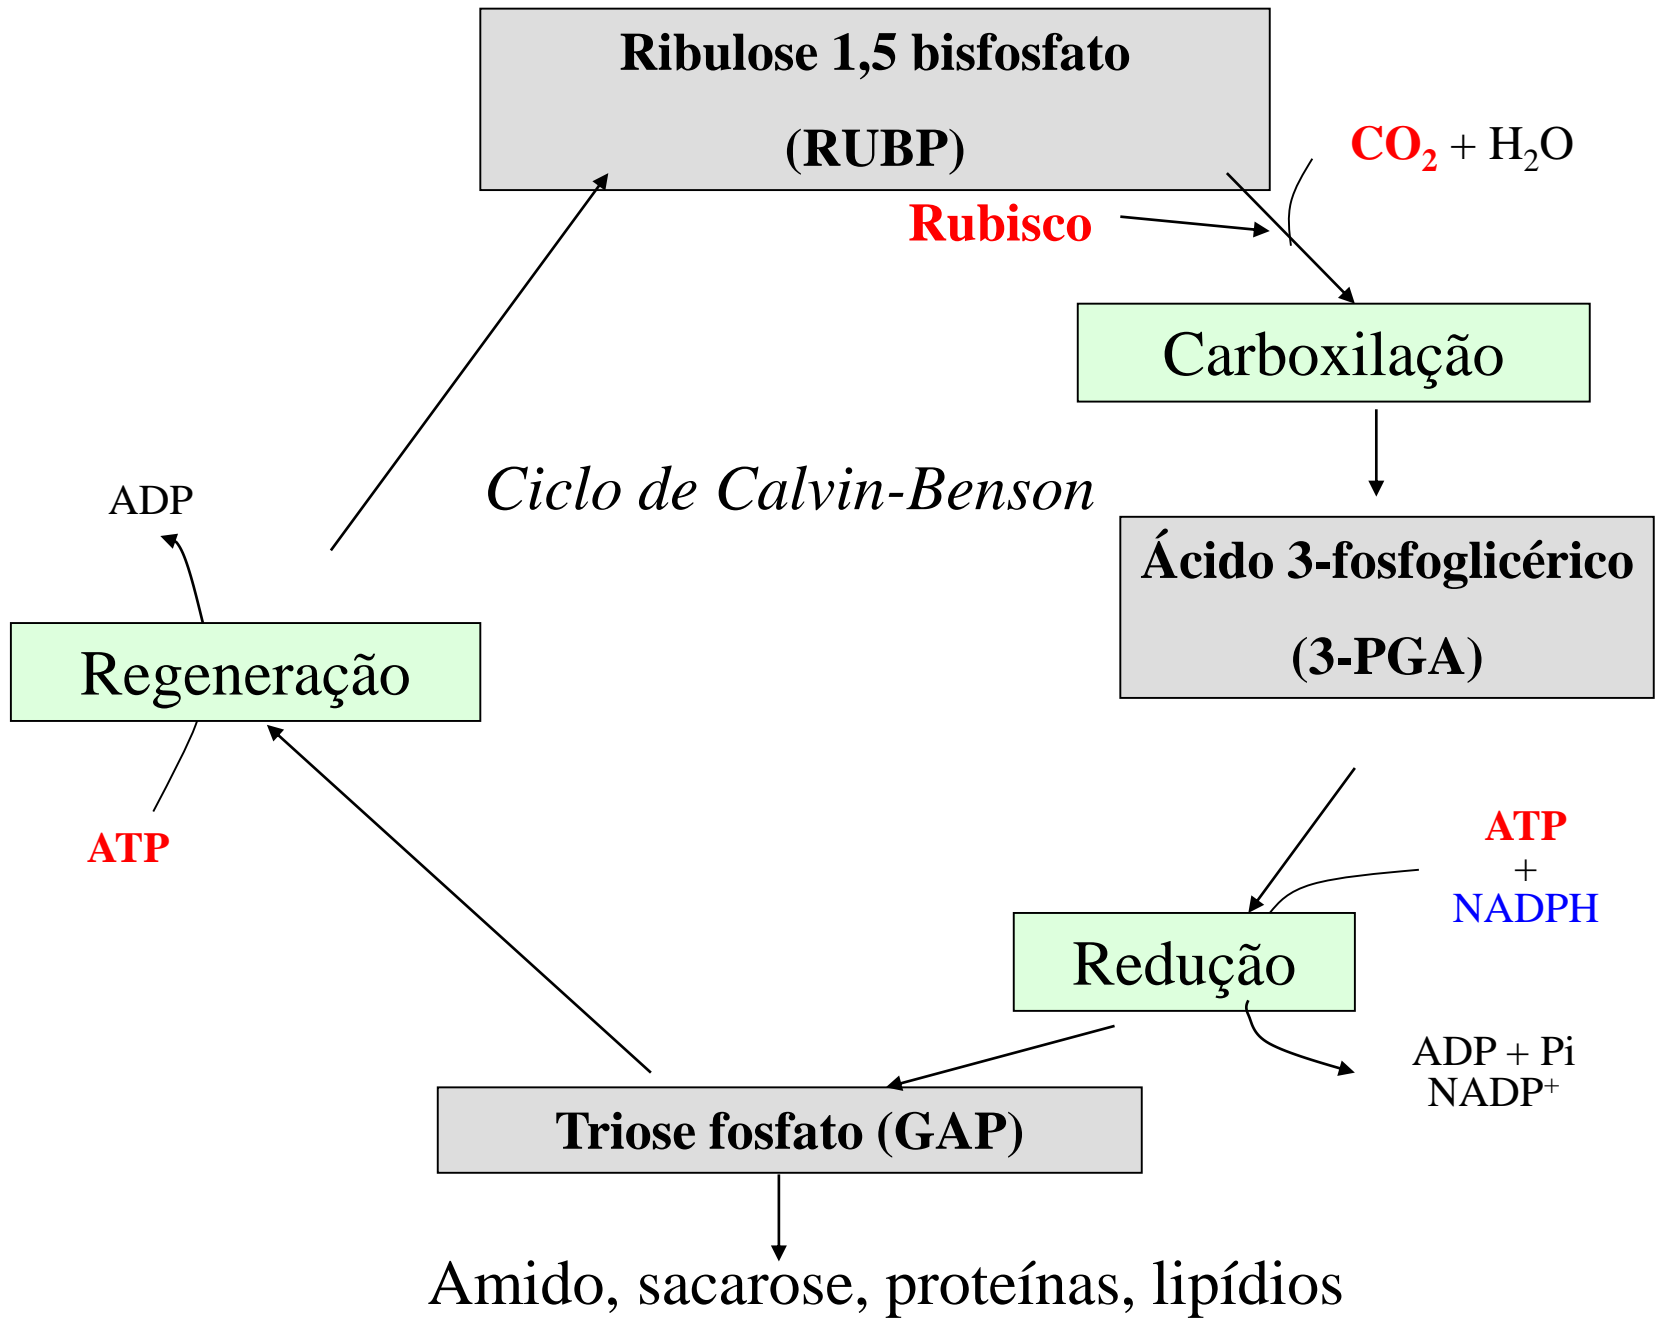 Ribulose 1,5 bisfosfato
(RUBP)
CO₂ + H₂O
Rubisco
Carboxilação
Ciclo de Calvin-Benson
ADP
Ácido 3-fosfoglicérico
(3-PGA)
Regeneração
ATP
ATP
+
NADPH
Redução
ADP + Pi
NADP⁺
Triose fosfato (GAP)
Amido, sacarose, proteínas, lipídios